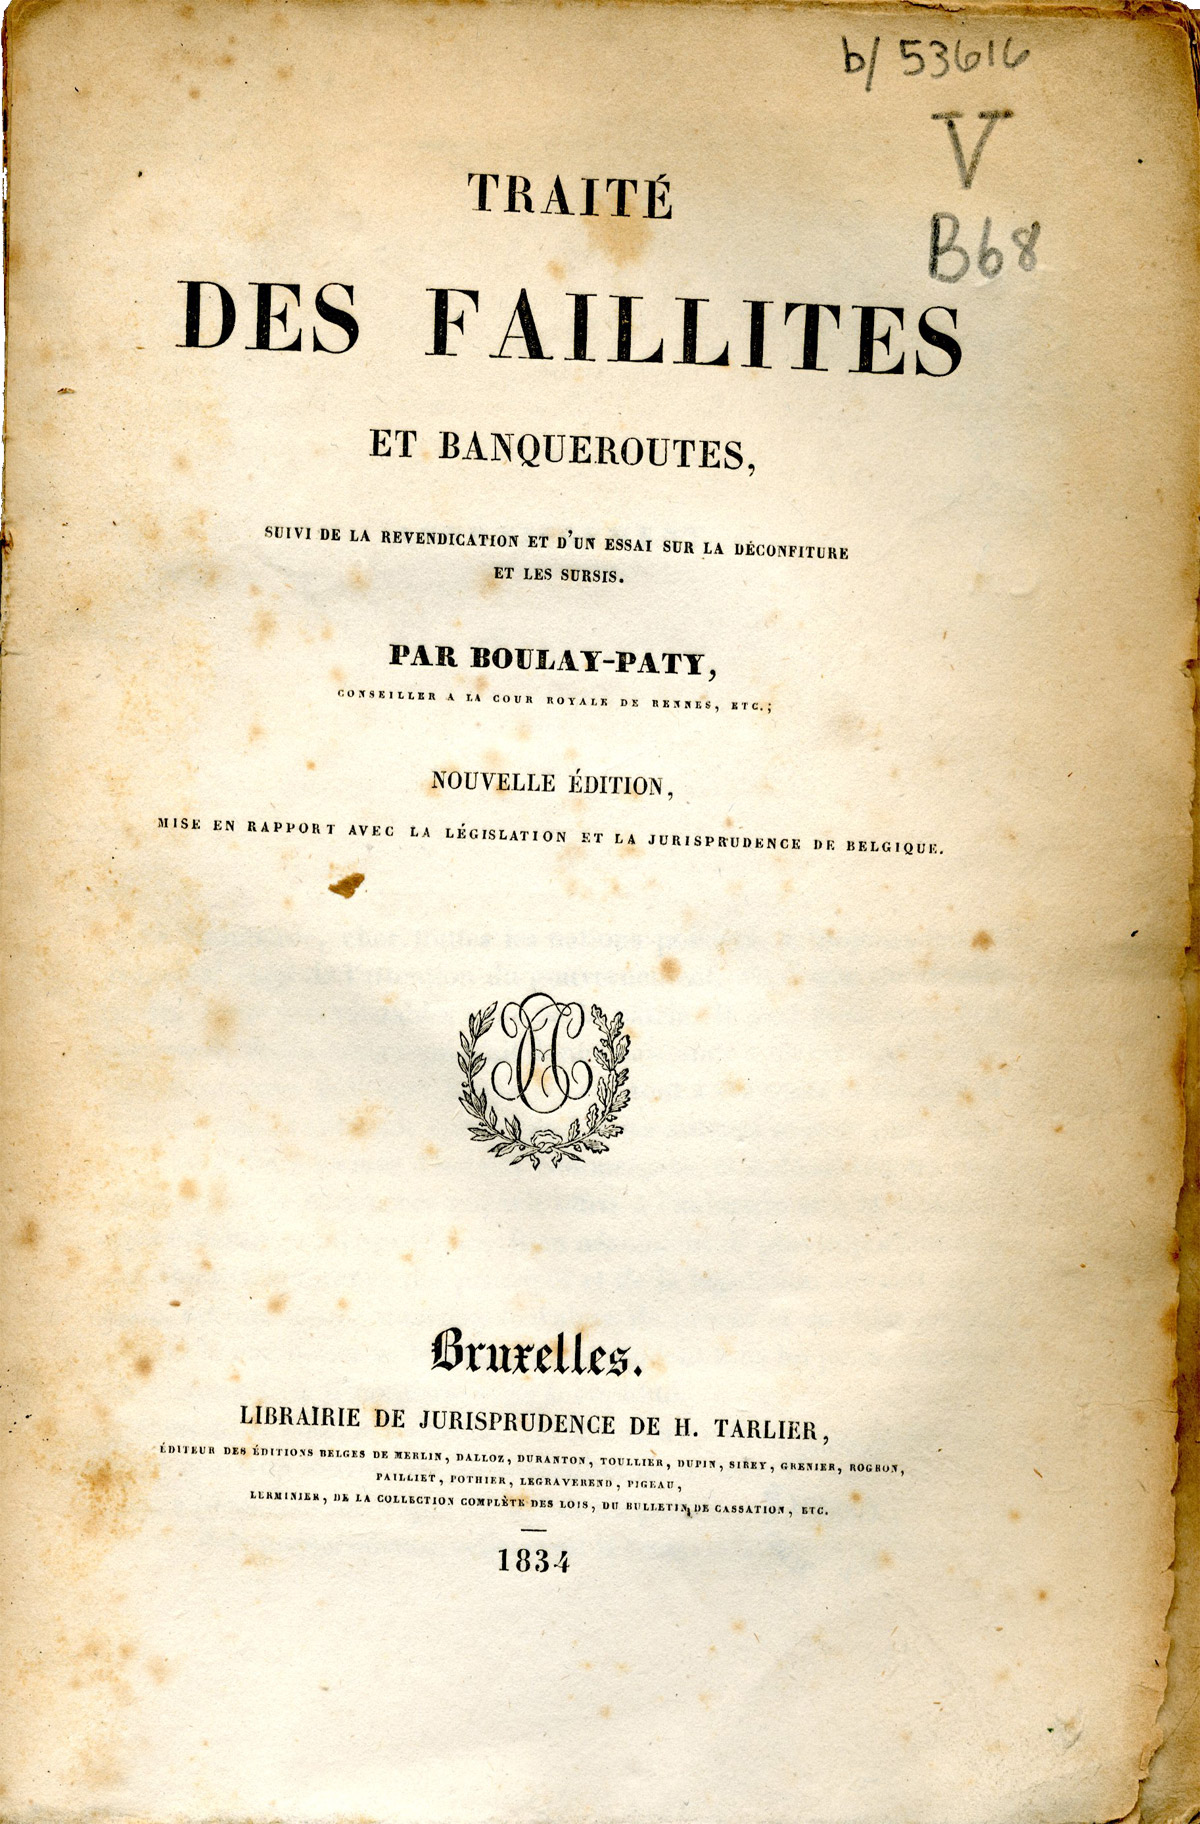 b/ 53616
V
B68
TRAITÉ
DES FAILLITES
ET BANQUEROUTES,
SUIVI DE LA REVENDICATION ET D'UN ESSAI SUR LA DÉCONFITURE
ET LES SURSIS.
PAR BOULAY-PATY,
CONSEILLER A LA COUR ROYALE DE RENNES, ETC.;
NOUVELLE ÉDITION,
MISE EN RAPPORT AVEC LA LÉGISLATION ET LA JURISPRUDENCE DE BELGIQUE.
Bruxelles.
LIBRAIRIE DE JURISPRUDENCE DE H. TARLIER,
ÉDITEUR DES ÉDITIONS BELGES DE MERLIN, DALLOZ, DURANTON, TOULLIER, DUPIN, SIREY, GRENIER, ROGRON,
PAILLIET, POTHIER, LEGRAVEREND, PIGEAU,
LERMINIER, DE LA COLLECTION COMPLÈTE DES LOIS, DU BULLETIN DE CASSATION, ETC.
1834